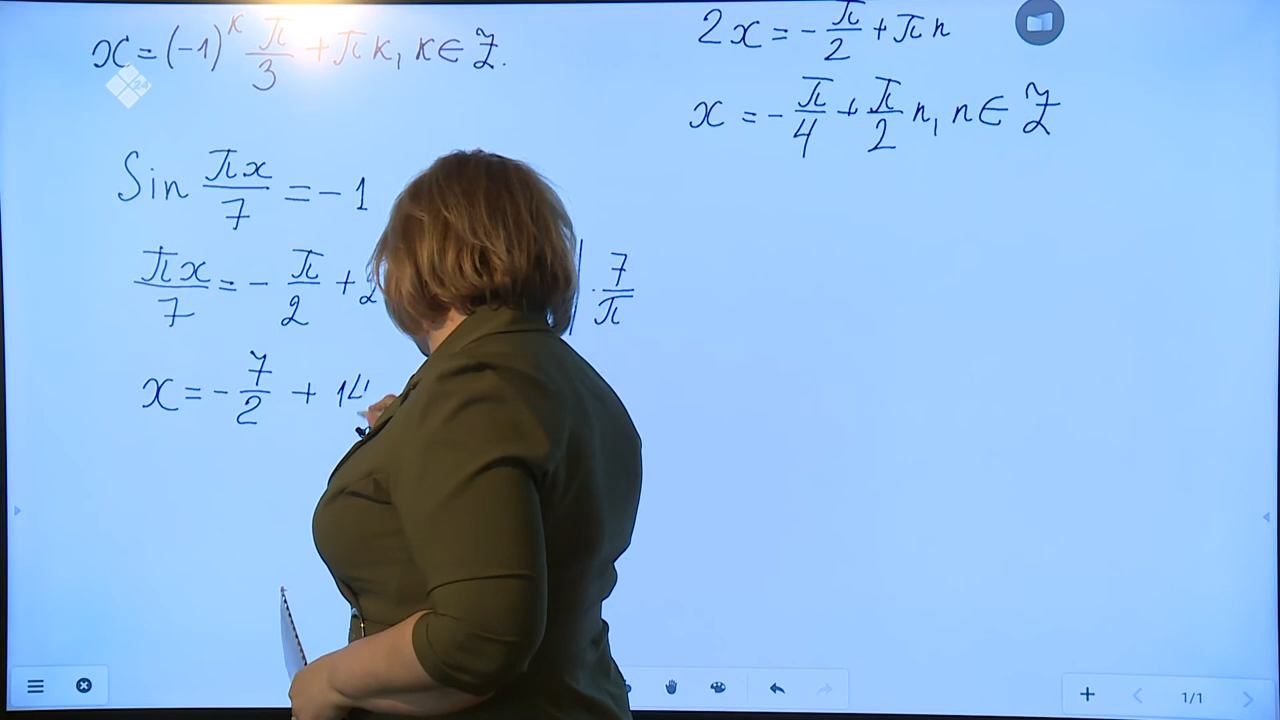 x = (-1)^k π/3 + πk, k ∈ Z.
24
Sin πx/7 = -1
πx/7 = - π/2 + 2 | · 7/π
x = - 7/2 + 14
2x = - π/2 + πn
x = - π/4 + π/2 n, n ∈ Z
1/1